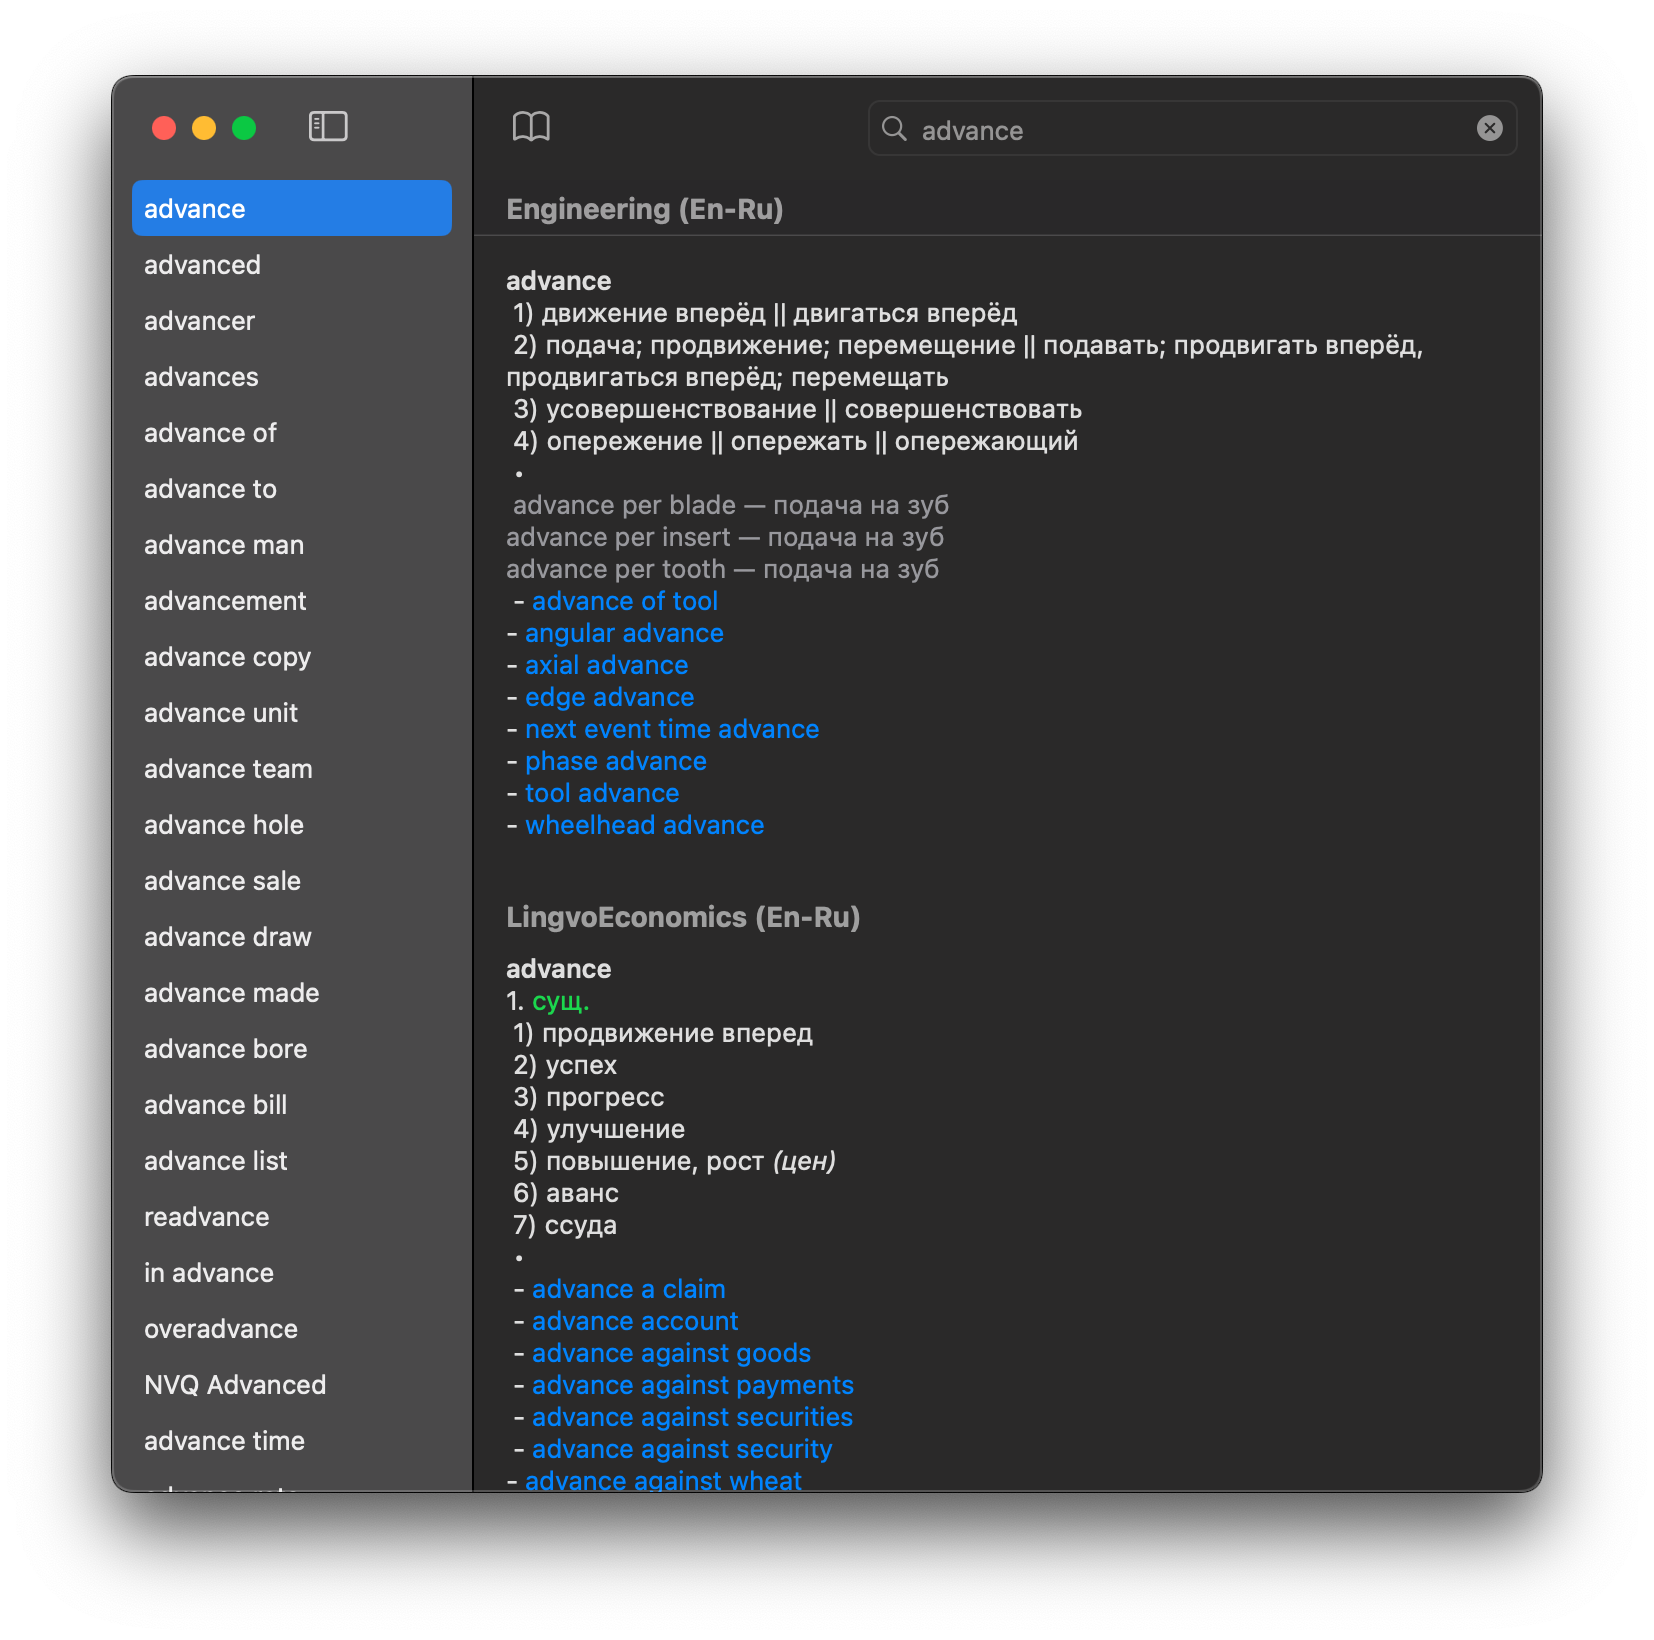 advance
advanced
advancer
advances
advance of
advance to
advance man
advancement
advance copy
advance unit
advance team
advance hole
advance sale
advance draw
advance made
advance bore
advance bill
advance list
readvance
in advance
overadvance
NVQ Advanced
advance time
advance
Engineering (En-Ru)
advance
1) движение вперёд || двигаться вперёд
2) подача; продвижение; перемещение || подавать; продвигать вперёд,
продвигаться вперёд; перемещать
3) усовершенствование || совершенствовать
4) опережение || опережать || опережающий
•
advance per blade — подача на зуб
advance per insert — подача на зуб
advance per tooth — подача на зуб
- advance of tool
- angular advance
- axial advance
- edge advance
- next event time advance
- phase advance
- tool advance
- wheelhead advance
LingvoEconomics (En-Ru)
advance
1. сущ.
1) продвижение вперед
2) успех
3) прогресс
4) улучшение
5) повышение, рост (цен)
6) аванс
7) ссуда
•
- advance a claim
- advance account
- advance against goods
- advance against payments
- advance against securities
- advance against security
- advance against wheat